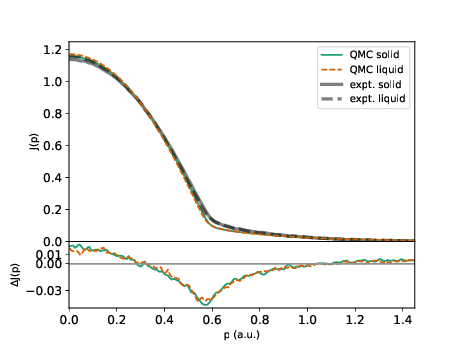 1.2
1.0
0.8
0.6
0.4
0.2
0.0
J(p)
QMC solid
QMC liquid
expt. solid
expt. liquid
0.01
0.00
−0.03
ΔJ(p)
0.0 0.2 0.4 0.6 0.8 1.0 1.2 1.4
p (a.u.)